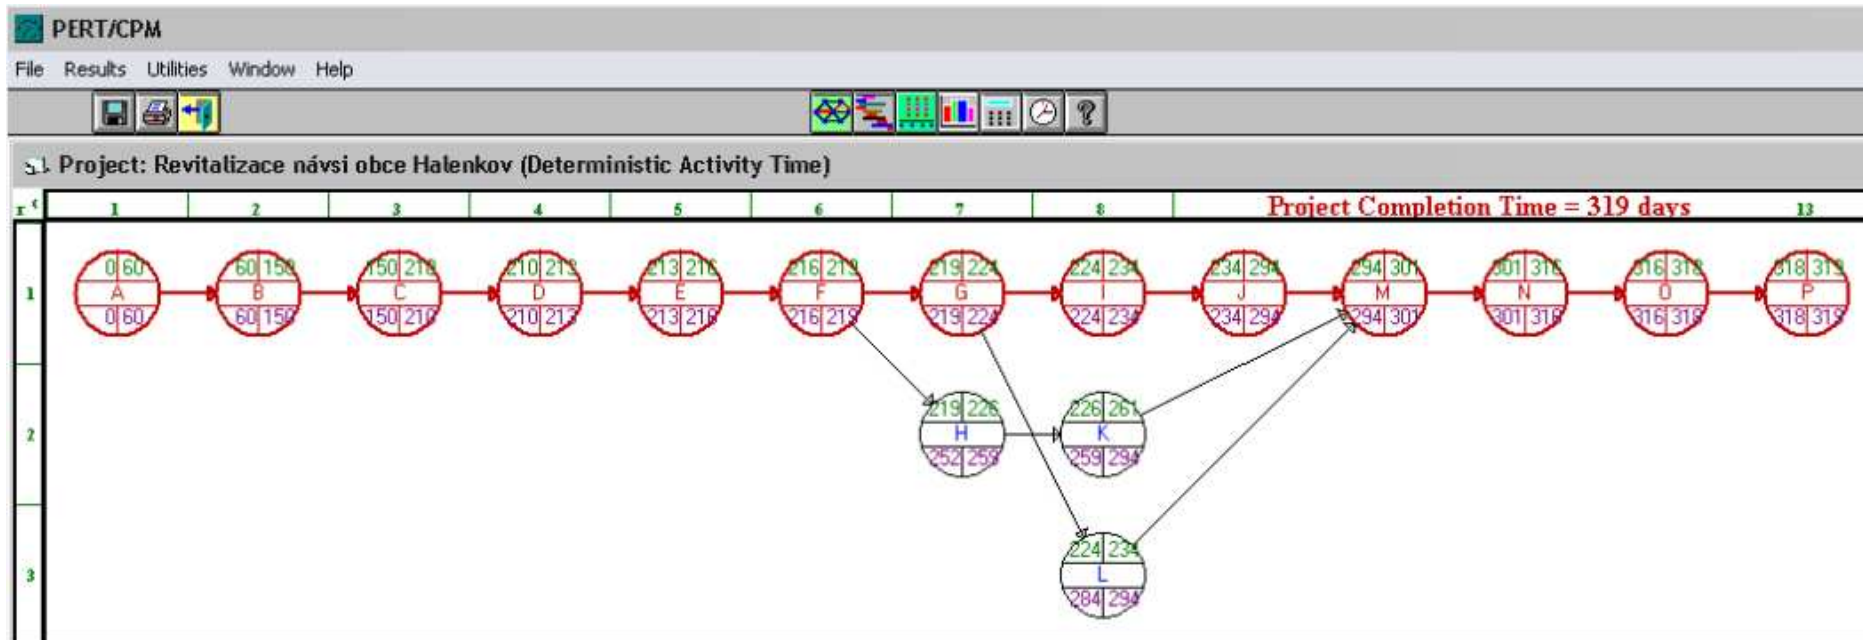 PERT/CPM
File Results Utilities Window Help
Project: Revitalizace návsi obce Halenkov (Deterministic Activity Time)
1 2 3 4 5 6 7 8 Project Completion Time = 319 days 13
1
0 60 60 150 150 210 210 213 213 216 216 219 219 224 224 234 234 294 294 301 301 316 316 318 318 319
A B C D E F G I J M N O P
0 60 60 150 150 210 210 213 213 216 216 219 219 224 224 234 234 294 294 301 301 316 316 318 318 319
2
219 226 226 261
H K
252 259 259 294
3
224 234
L
284 294